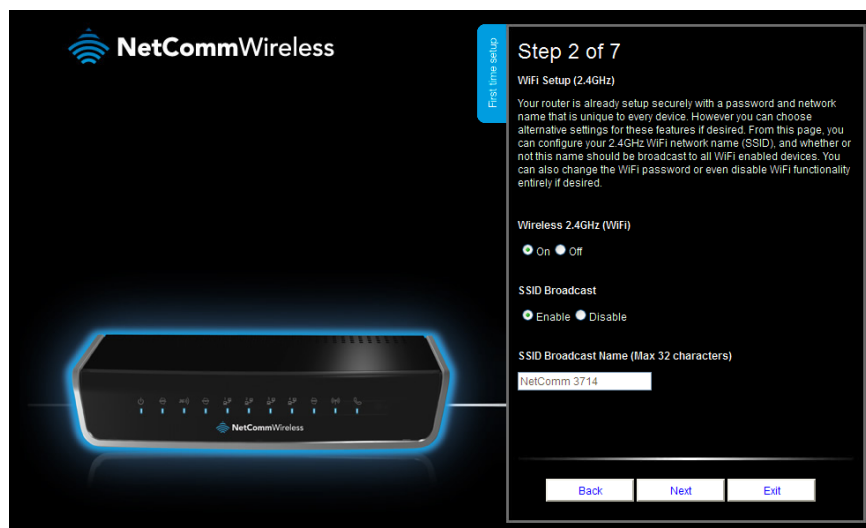 NetCommWireless
First time setup
Step 2 of 7
WiFi Setup (2.4GHz)
Your router is already setup securely with a password and network
name that is unique to every device. However you can choose
alternative settings for these features if desired. From this page, you
can configure your 2.4GHz WiFi network name (SSID), and whether or
not this name should be broadcast to all WiFi enabled devices. You
can also change the WiFi password or even disable WiFi functionality
entirely if desired.
Wireless 2.4GHz (WiFi)
On Off
SSID Broadcast
Enable Disable
SSID Broadcast Name (Max 32 characters)
NetComm 3714
NetCommWireless
Back Next Exit